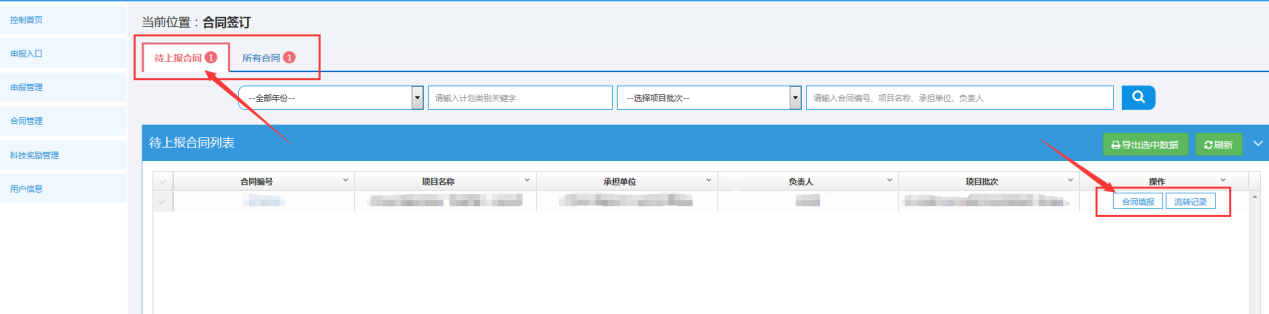 控制首页
申报入口
申报管理
合同管理
科技奖励管理
用户信息
当前位置：合同签订
待上报合同 1 所有合同 1
--全部年份-- 请输入计划类别关键字 --选择项目批次-- 请输入合同编号、项目名称、承担单位、负责人
待上报合同列表 导出选中数据 刷新
合同编号 项目名称 承担单位 负责人 项目批次 操作
合同填报 流转记录